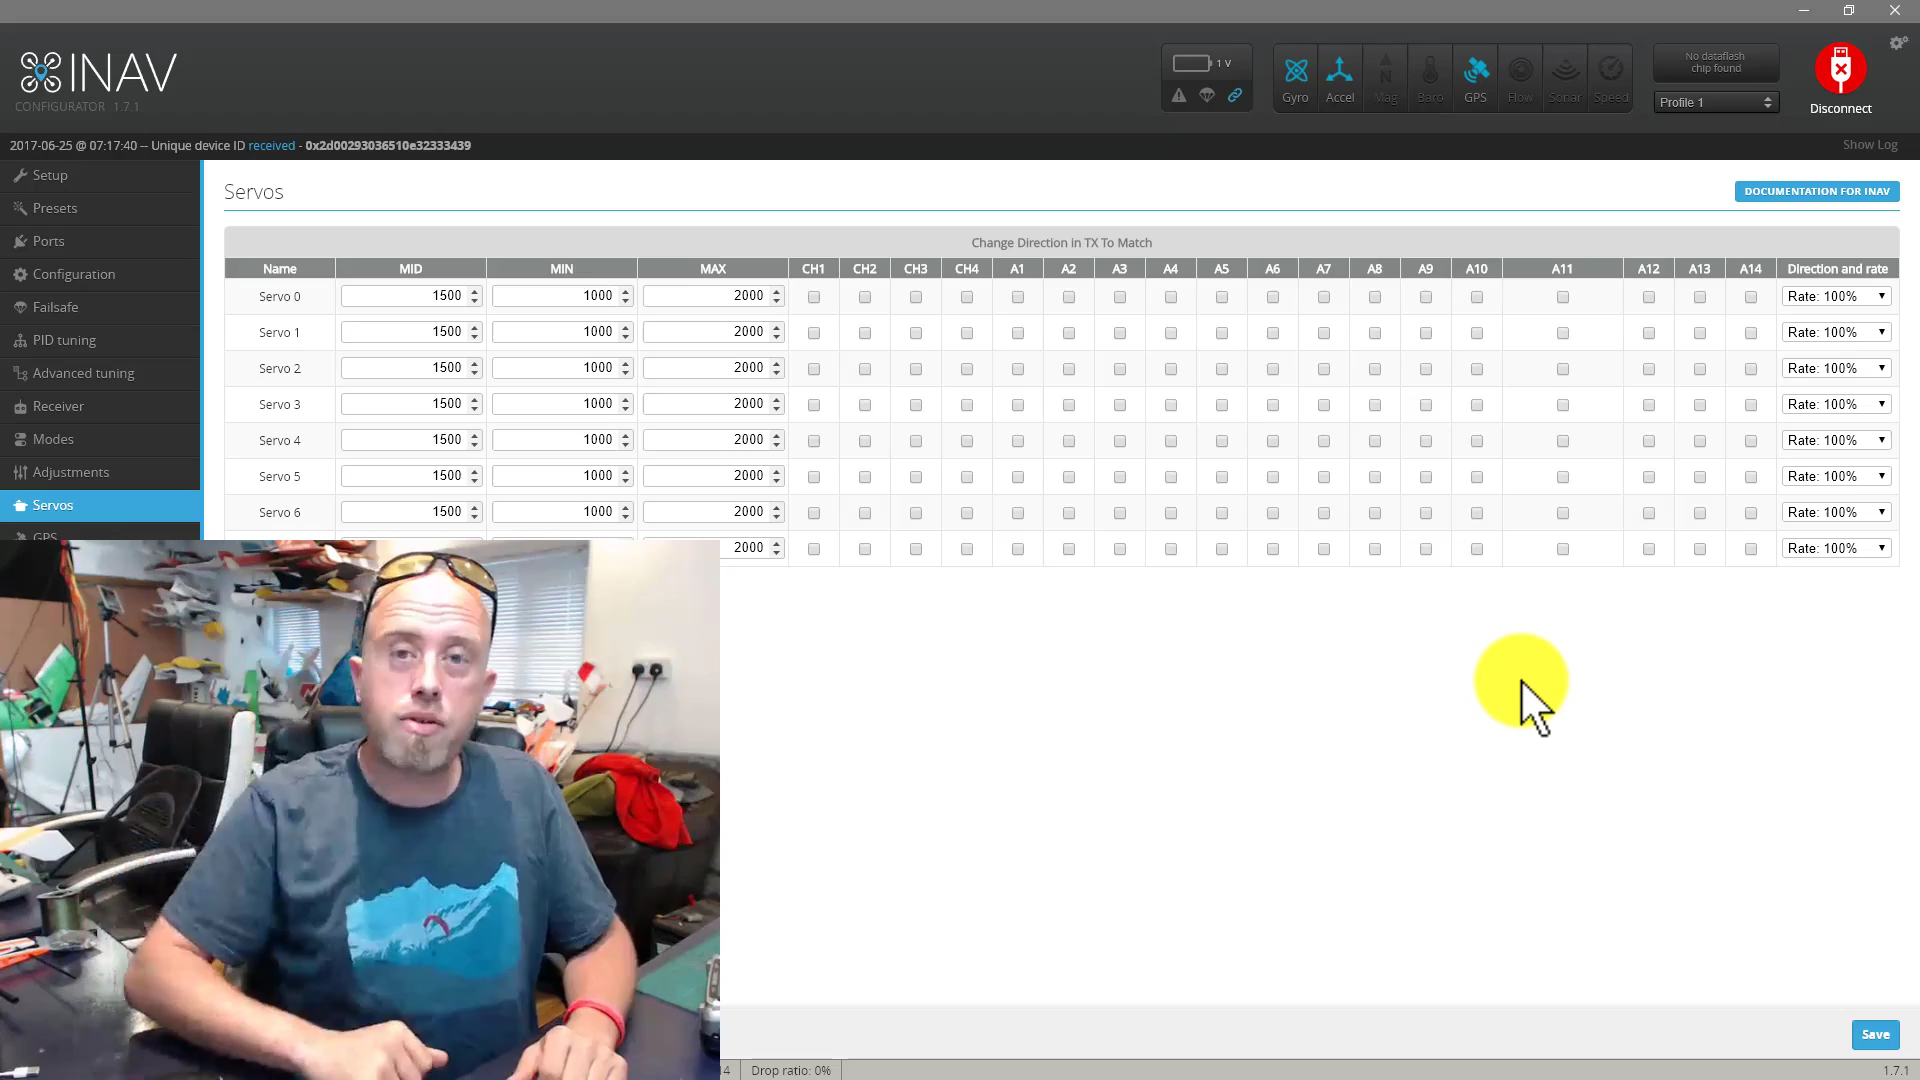 INAV
CONFIGURATOR 1.7.1
1 V
Gyro Accel Mag Baro GPS Flow Sonar Speed
No dataflash
chip found
Profile 1
Disconnect
2017-06-25 @ 07:17:40 -- Unique device ID received - 0x2d00293036510e32333439
Show Log
Setup
Presets
Ports
Configuration
Failsafe
PID tuning
Advanced tuning
Receiver
Modes
Adjustments
Servos
GPS
Servos
DOCUMENTATION FOR INAV
Change Direction in TX To Match
Name MID MIN MAX CH1 CH2 CH3 CH4 A1 A2 A3 A4 A5 A6 A7 A8 A9 A10 A11 A12 A13 A14 Direction and rate
Servo 0 1500 1000 2000 Rate: 100%
Servo 1 1500 1000 2000 Rate: 100%
Servo 2 1500 1000 2000 Rate: 100%
Servo 3 1500 1000 2000 Rate: 100%
Servo 4 1500 1000 2000 Rate: 100%
Servo 5 1500 1000 2000 Rate: 100%
Servo 6 1500 1000 2000 Rate: 100%
2000 Rate: 100%
Save
14 Drop ratio: 0% 1.7.1